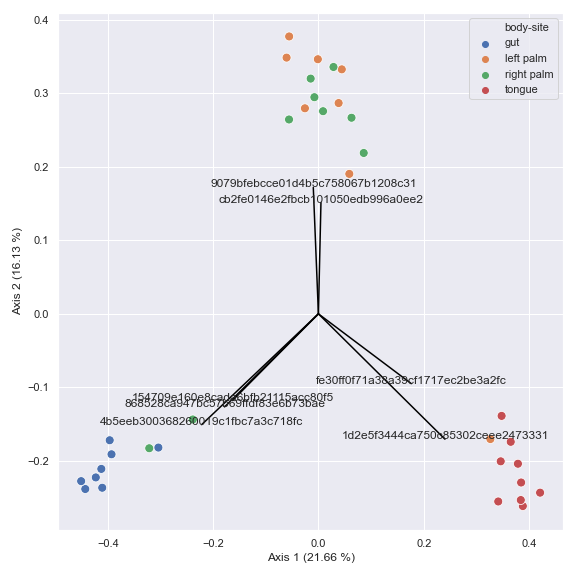 0.4
body-site
gut
left palm
right palm
tongue
0.3
0.2
9079bfebcce01d4b5c758067b1208c31
cb2fe0146e2fbcb101050edb996a0ee2
0.1
Axis 2 (16.13 %)
0.0
fe30ff0f71a38a39cf1717ec2be3a2fc
−0.1
4b5eeb300368260019c1fbc7a3c718fc
1d2e5f3444ca750c85302ceee2473331
−0.2
−0.4
−0.2
0.0
0.2
0.4
Axis 1 (21.66 %)